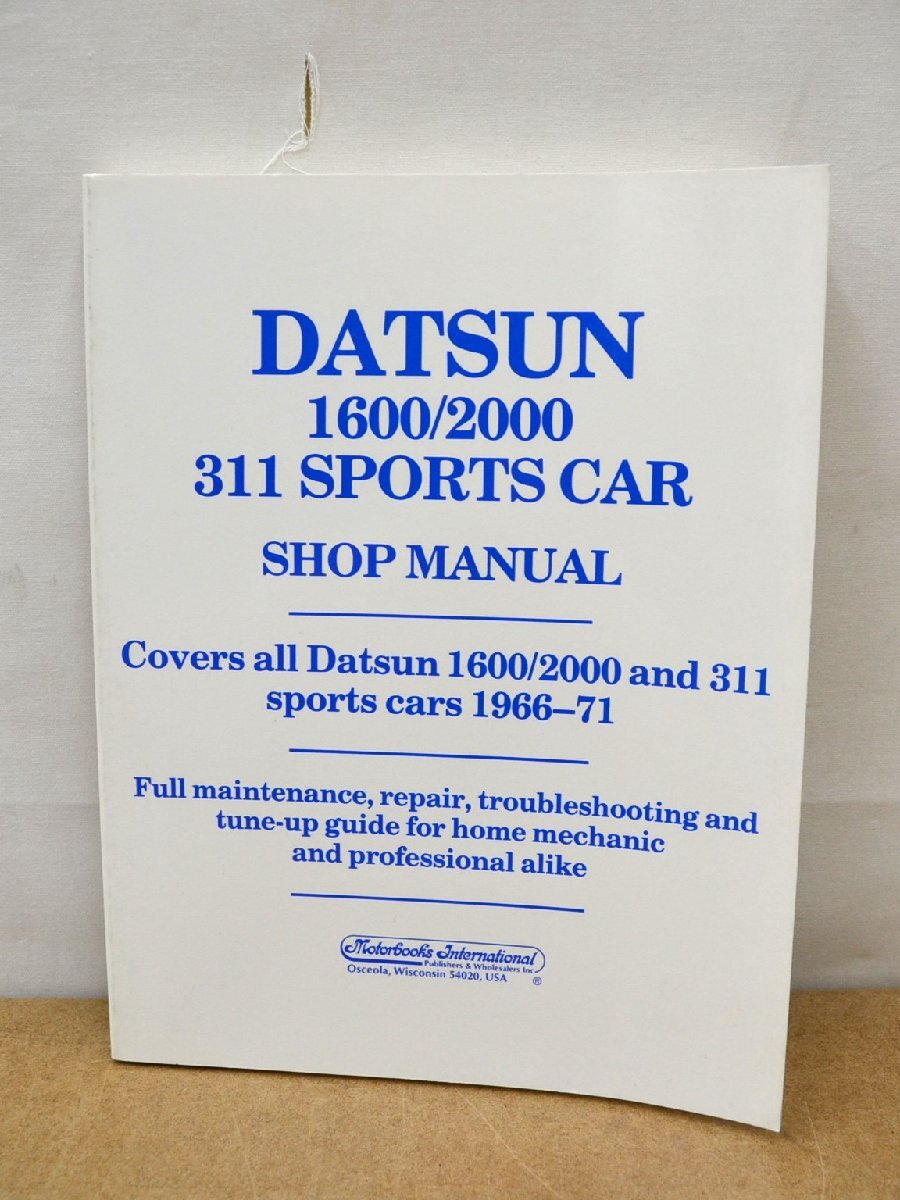 DATSUN
1600/2000
311 SPORTS CAR
SHOP MANUAL
Covers all Datsun 1600/2000 and 311
sports cars 1966–71
Full maintenance, repair, troubleshooting and
tune-up guide for home mechanic
and professional alike
Motorbooks International
Publishers & Wholesalers Inc
Osceola, Wisconsin 54020, USA ®